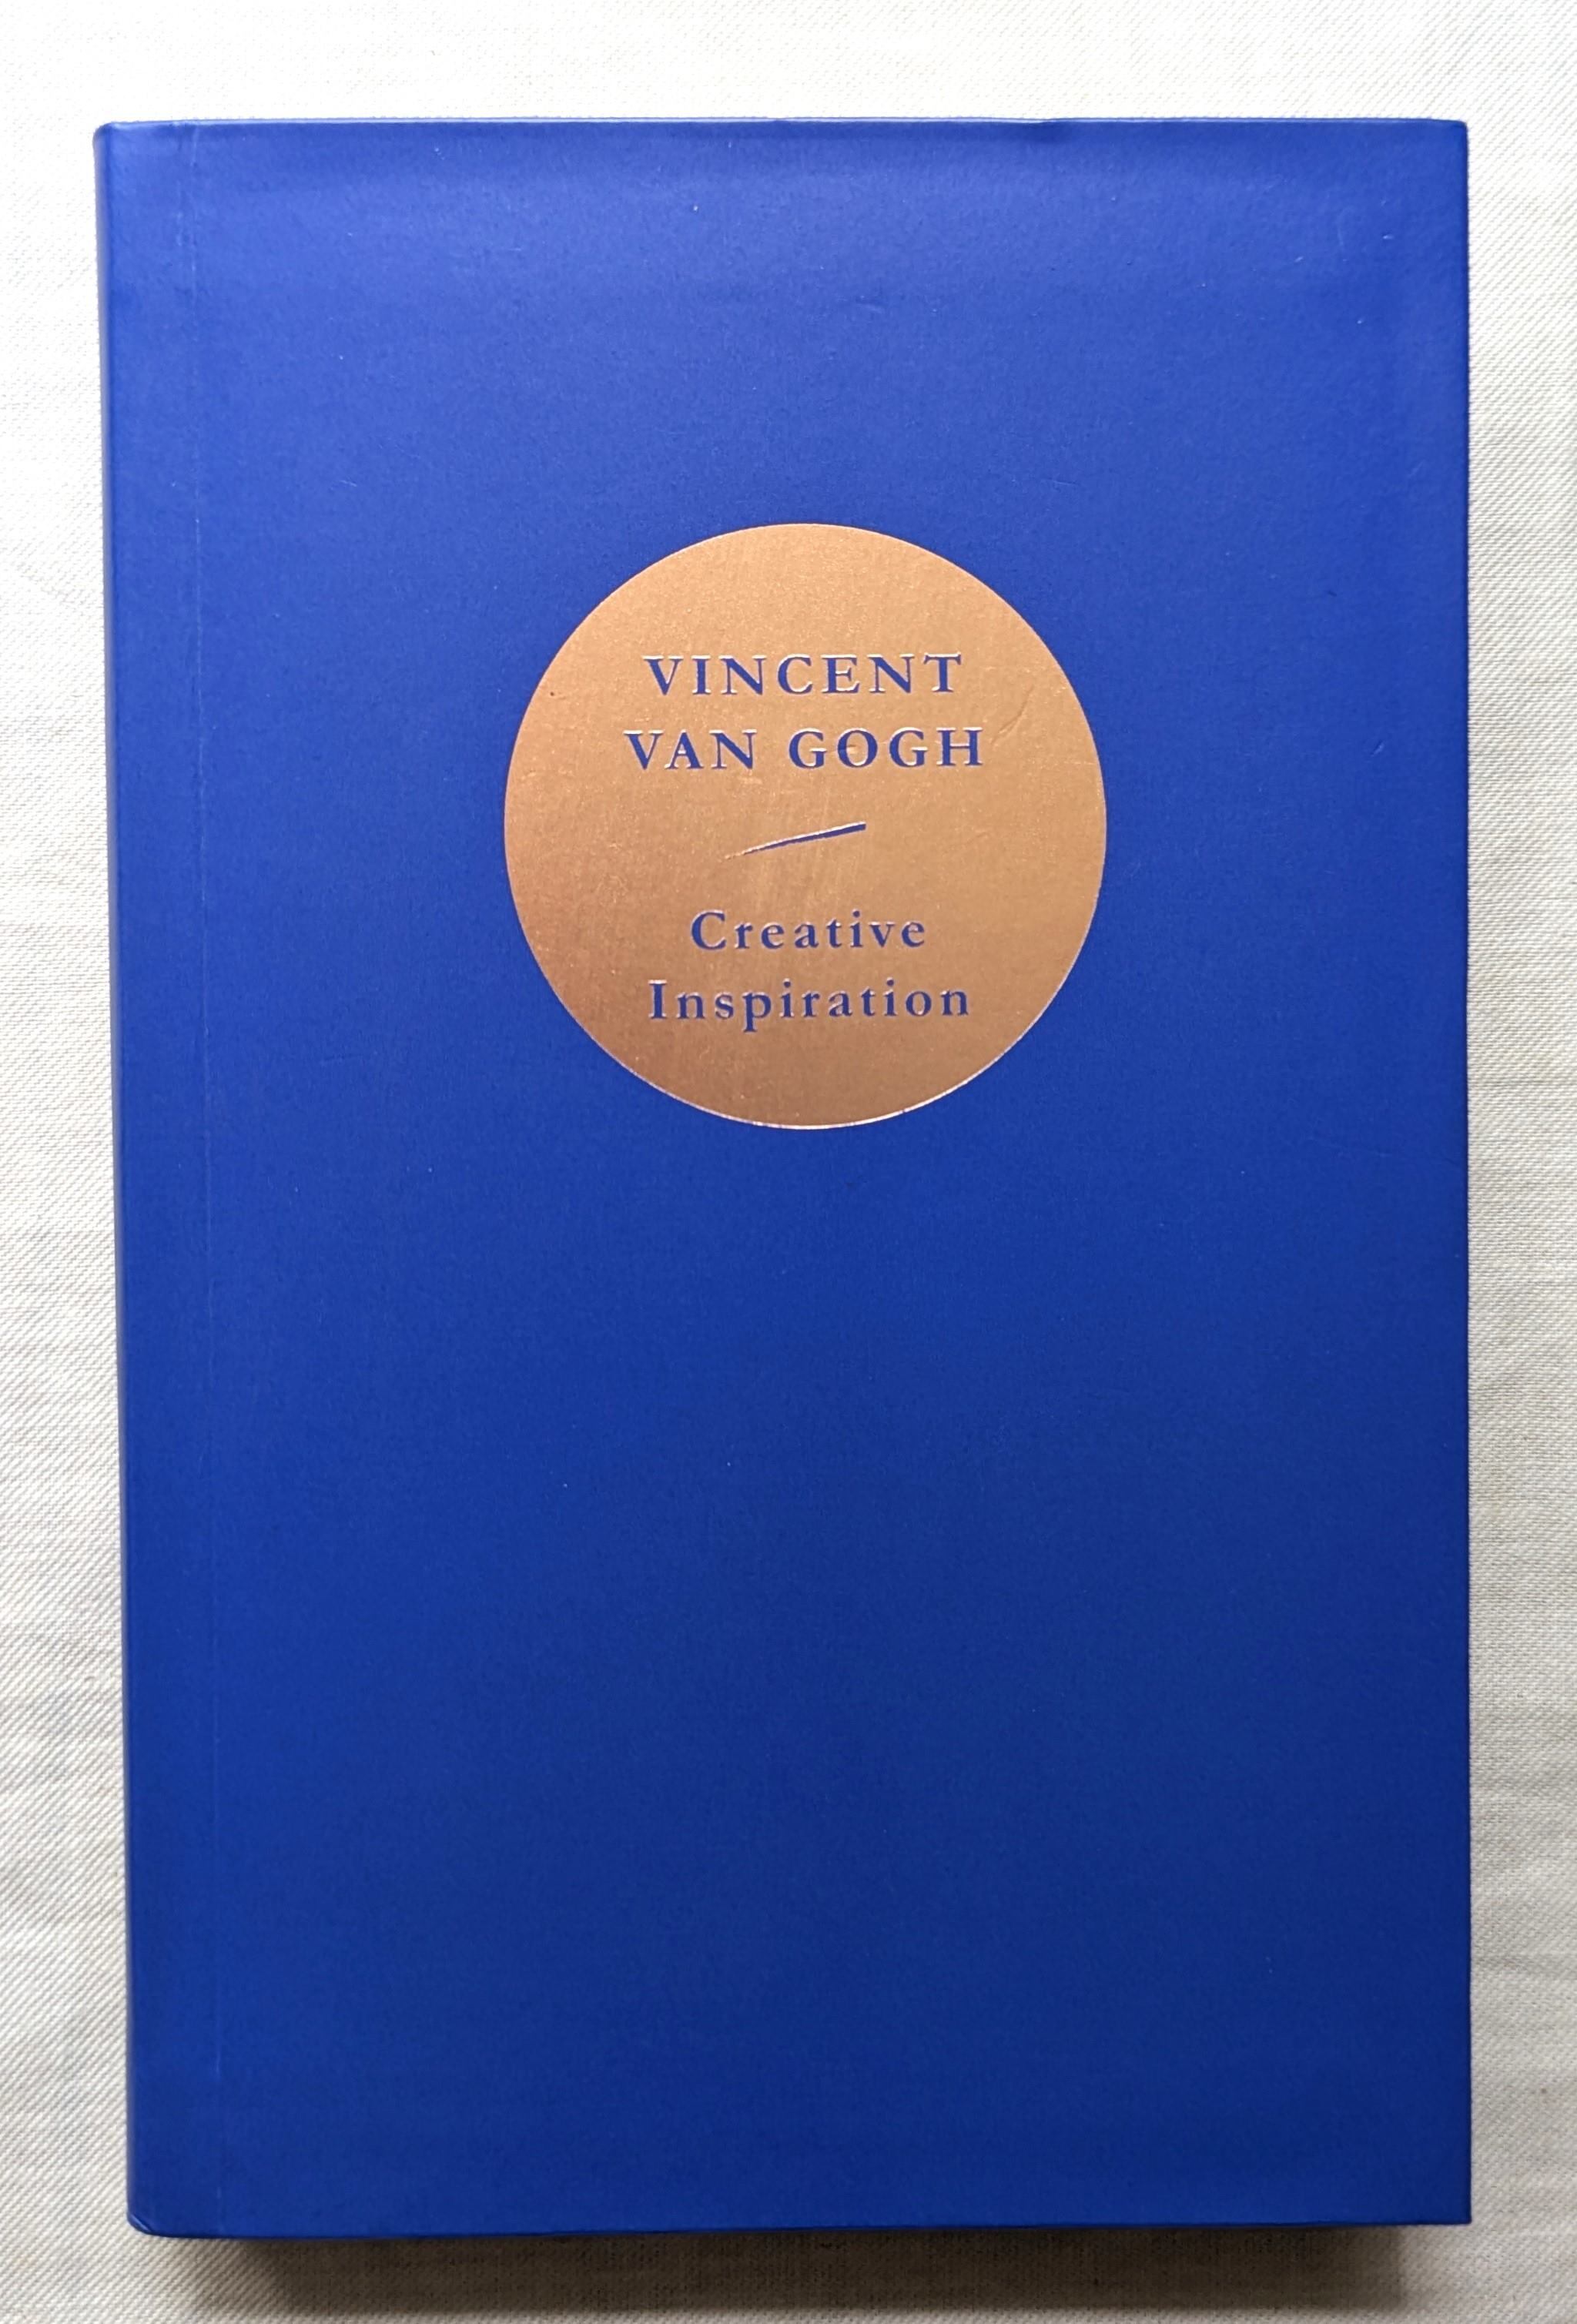 VINCENT
VAN GOGH
Creative
Inspiration